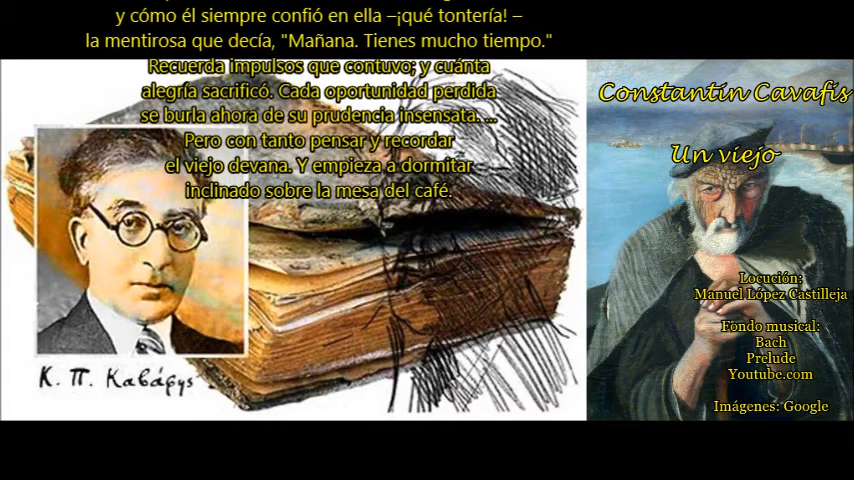 y cómo él siempre confió en ella –¡qué tontería! –
la mentirosa que decía, "Mañana. Tienes mucho tiempo."
Recuerda impulsos que contuvo; y cuánta
alegría sacrificó. Cada oportunidad perdida
se burla ahora de su prudencia insensata. ...
Pero con tanto pensar y recordar
el viejo devana. Y empieza a dormitar
inclinado sobre la mesa del café.
Κ. Π. Καβάφης
Constantín Cavafis
Un viejo
Locución:
Manuel López Castilleja
Fondo musical:
Bach
Prelude
Youtube.com
Imágenes: Google